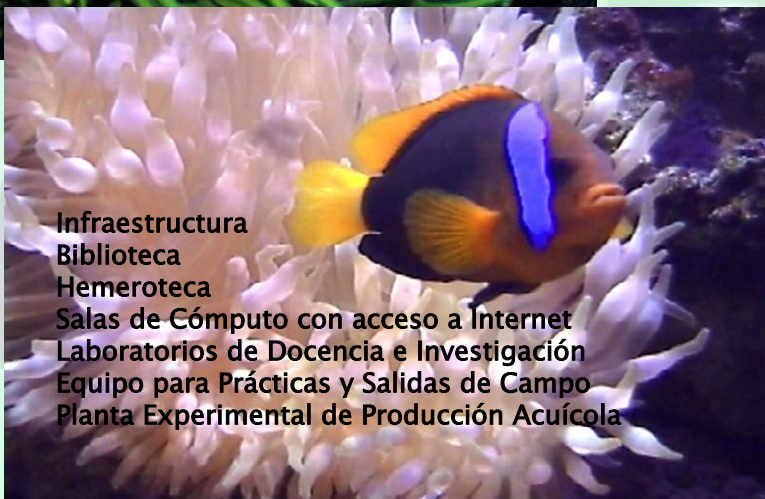 Infraestructura
Biblioteca
Hemeroteca
Salas de Cómputo con acceso a Internet
Laboratorios de Docencia e Investigación
Equipo para Prácticas y Salidas de Campo
Planta Experimental de Producción Acuícola